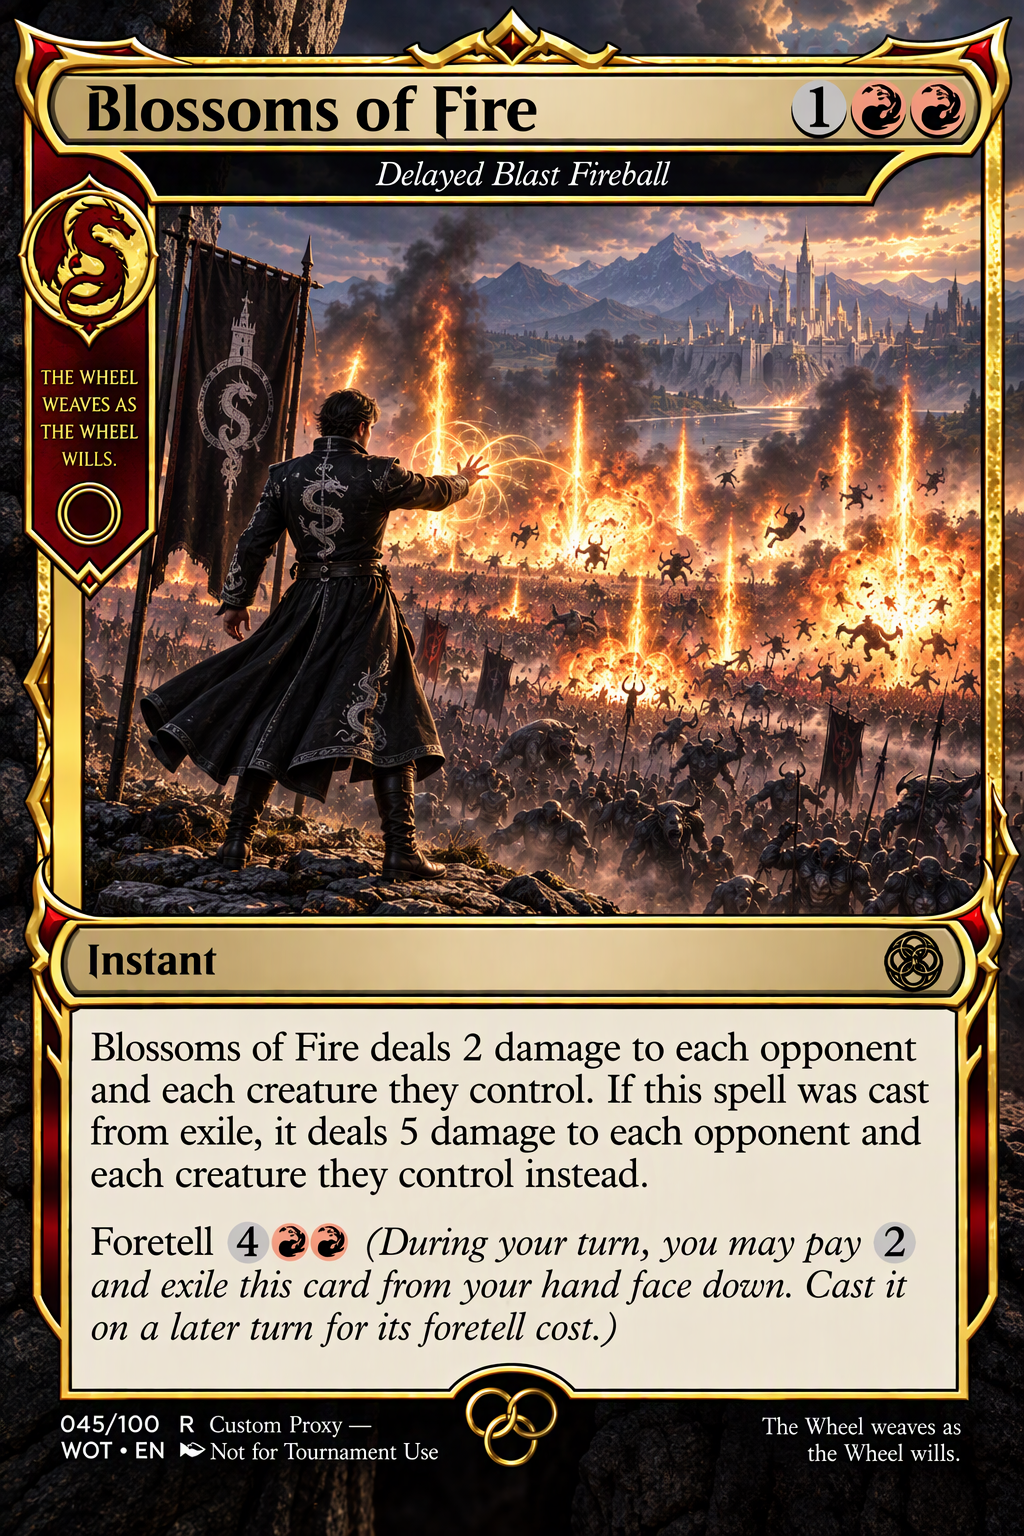 Blossoms of Fire 1
Delayed Blast Fireball
THE WHEEL
WEAVES AS
THE WHEEL
WILLS.
Instant
Blossoms of Fire deals 2 damage to each opponent
and each creature they control. If this spell was cast
from exile, it deals 5 damage to each opponent and
each creature they control instead.
Foretell 4 (During your turn, you may pay 2
and exile this card from your hand face down. Cast it
on a later turn for its foretell cost.)
045/100 R Custom Proxy —
WOT • EN Not for Tournament Use
The Wheel weaves as
the Wheel wills.